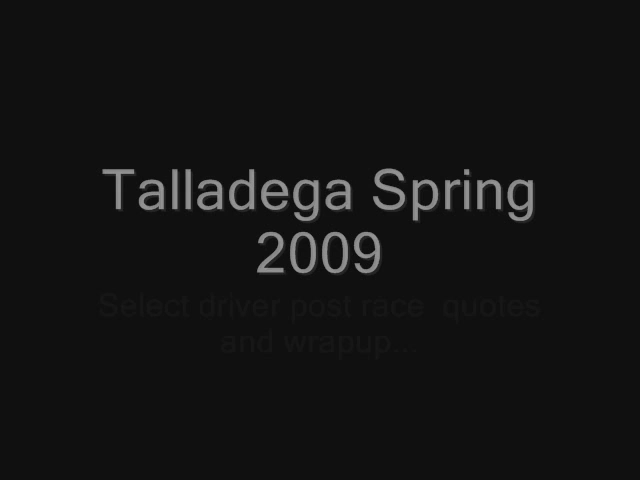 Talladega Spring
2009
Select driver post race  quotes
and wrapup...